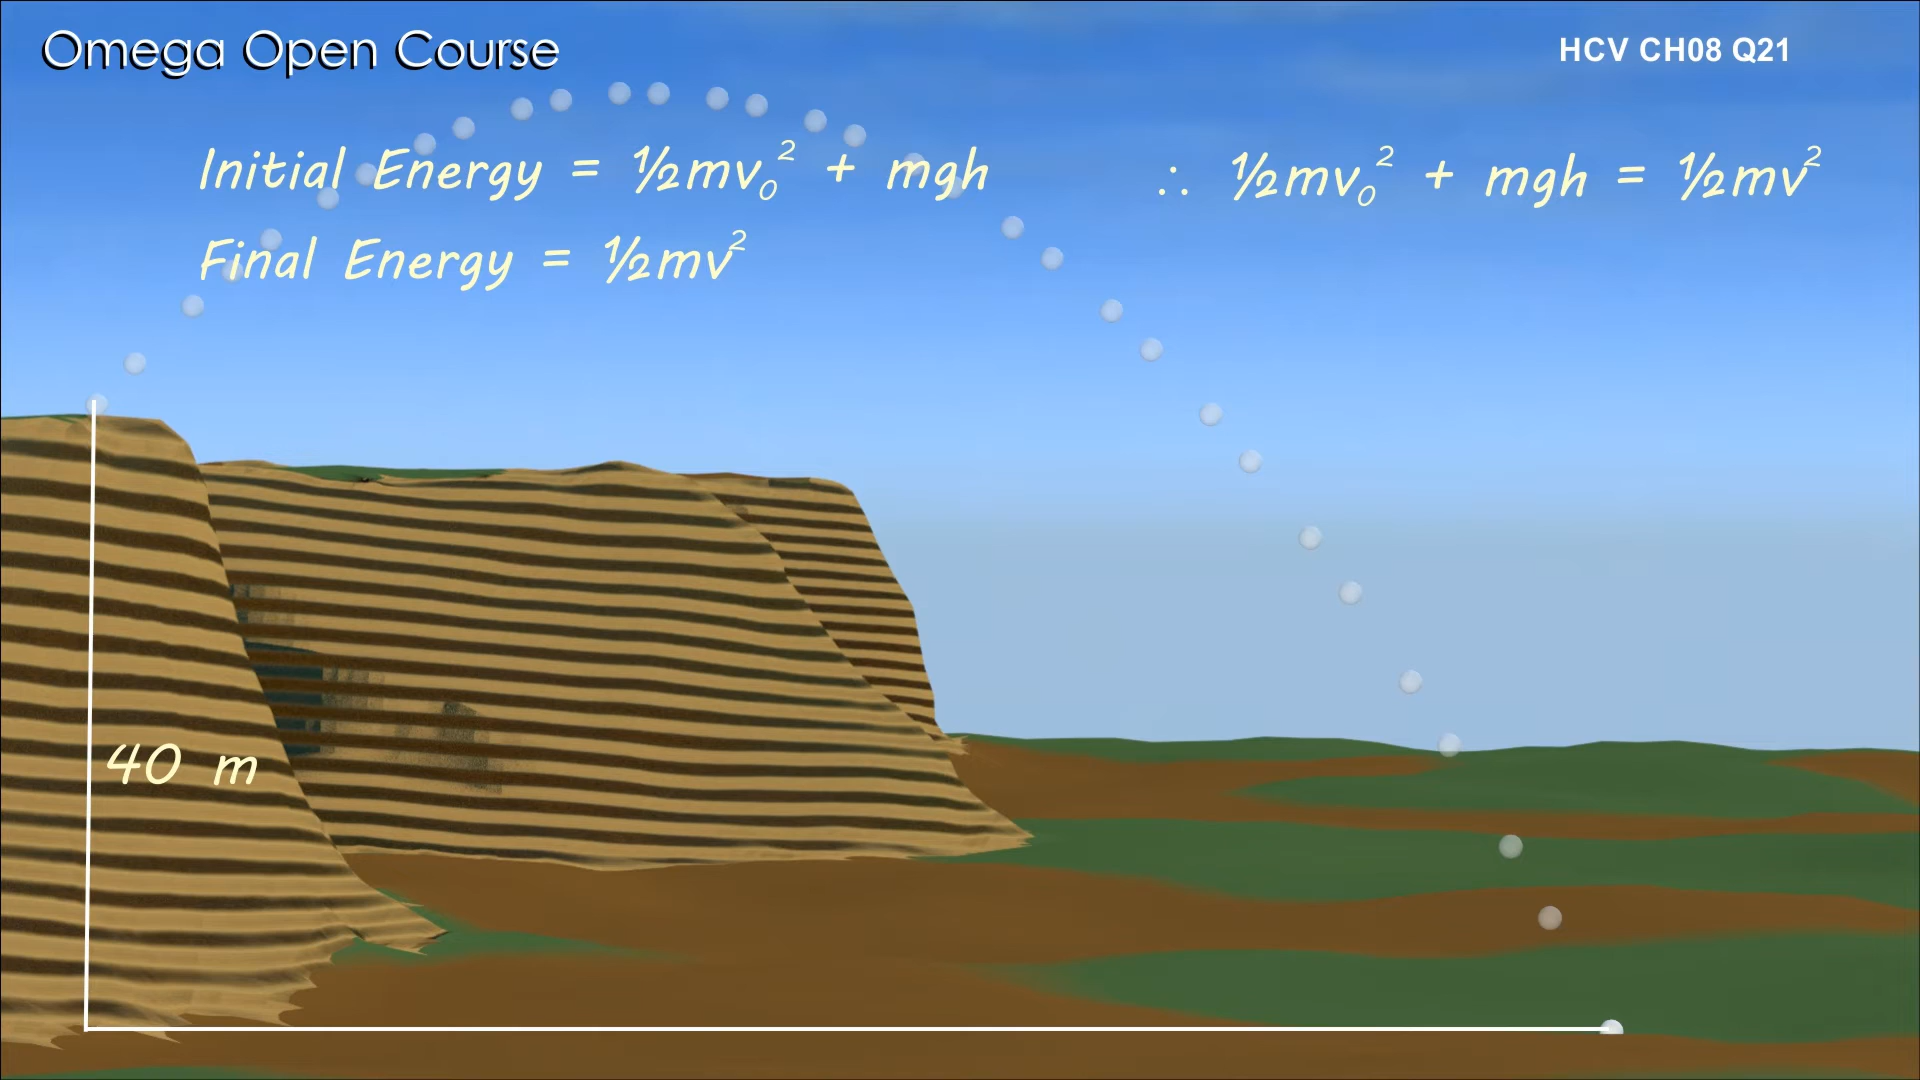 Omega Open Course
HCV CH08 Q21
Initial Energy = ½mv₀² + mgh
∴ ½mv₀² + mgh = ½mv²
Final Energy = ½mv²
40 m